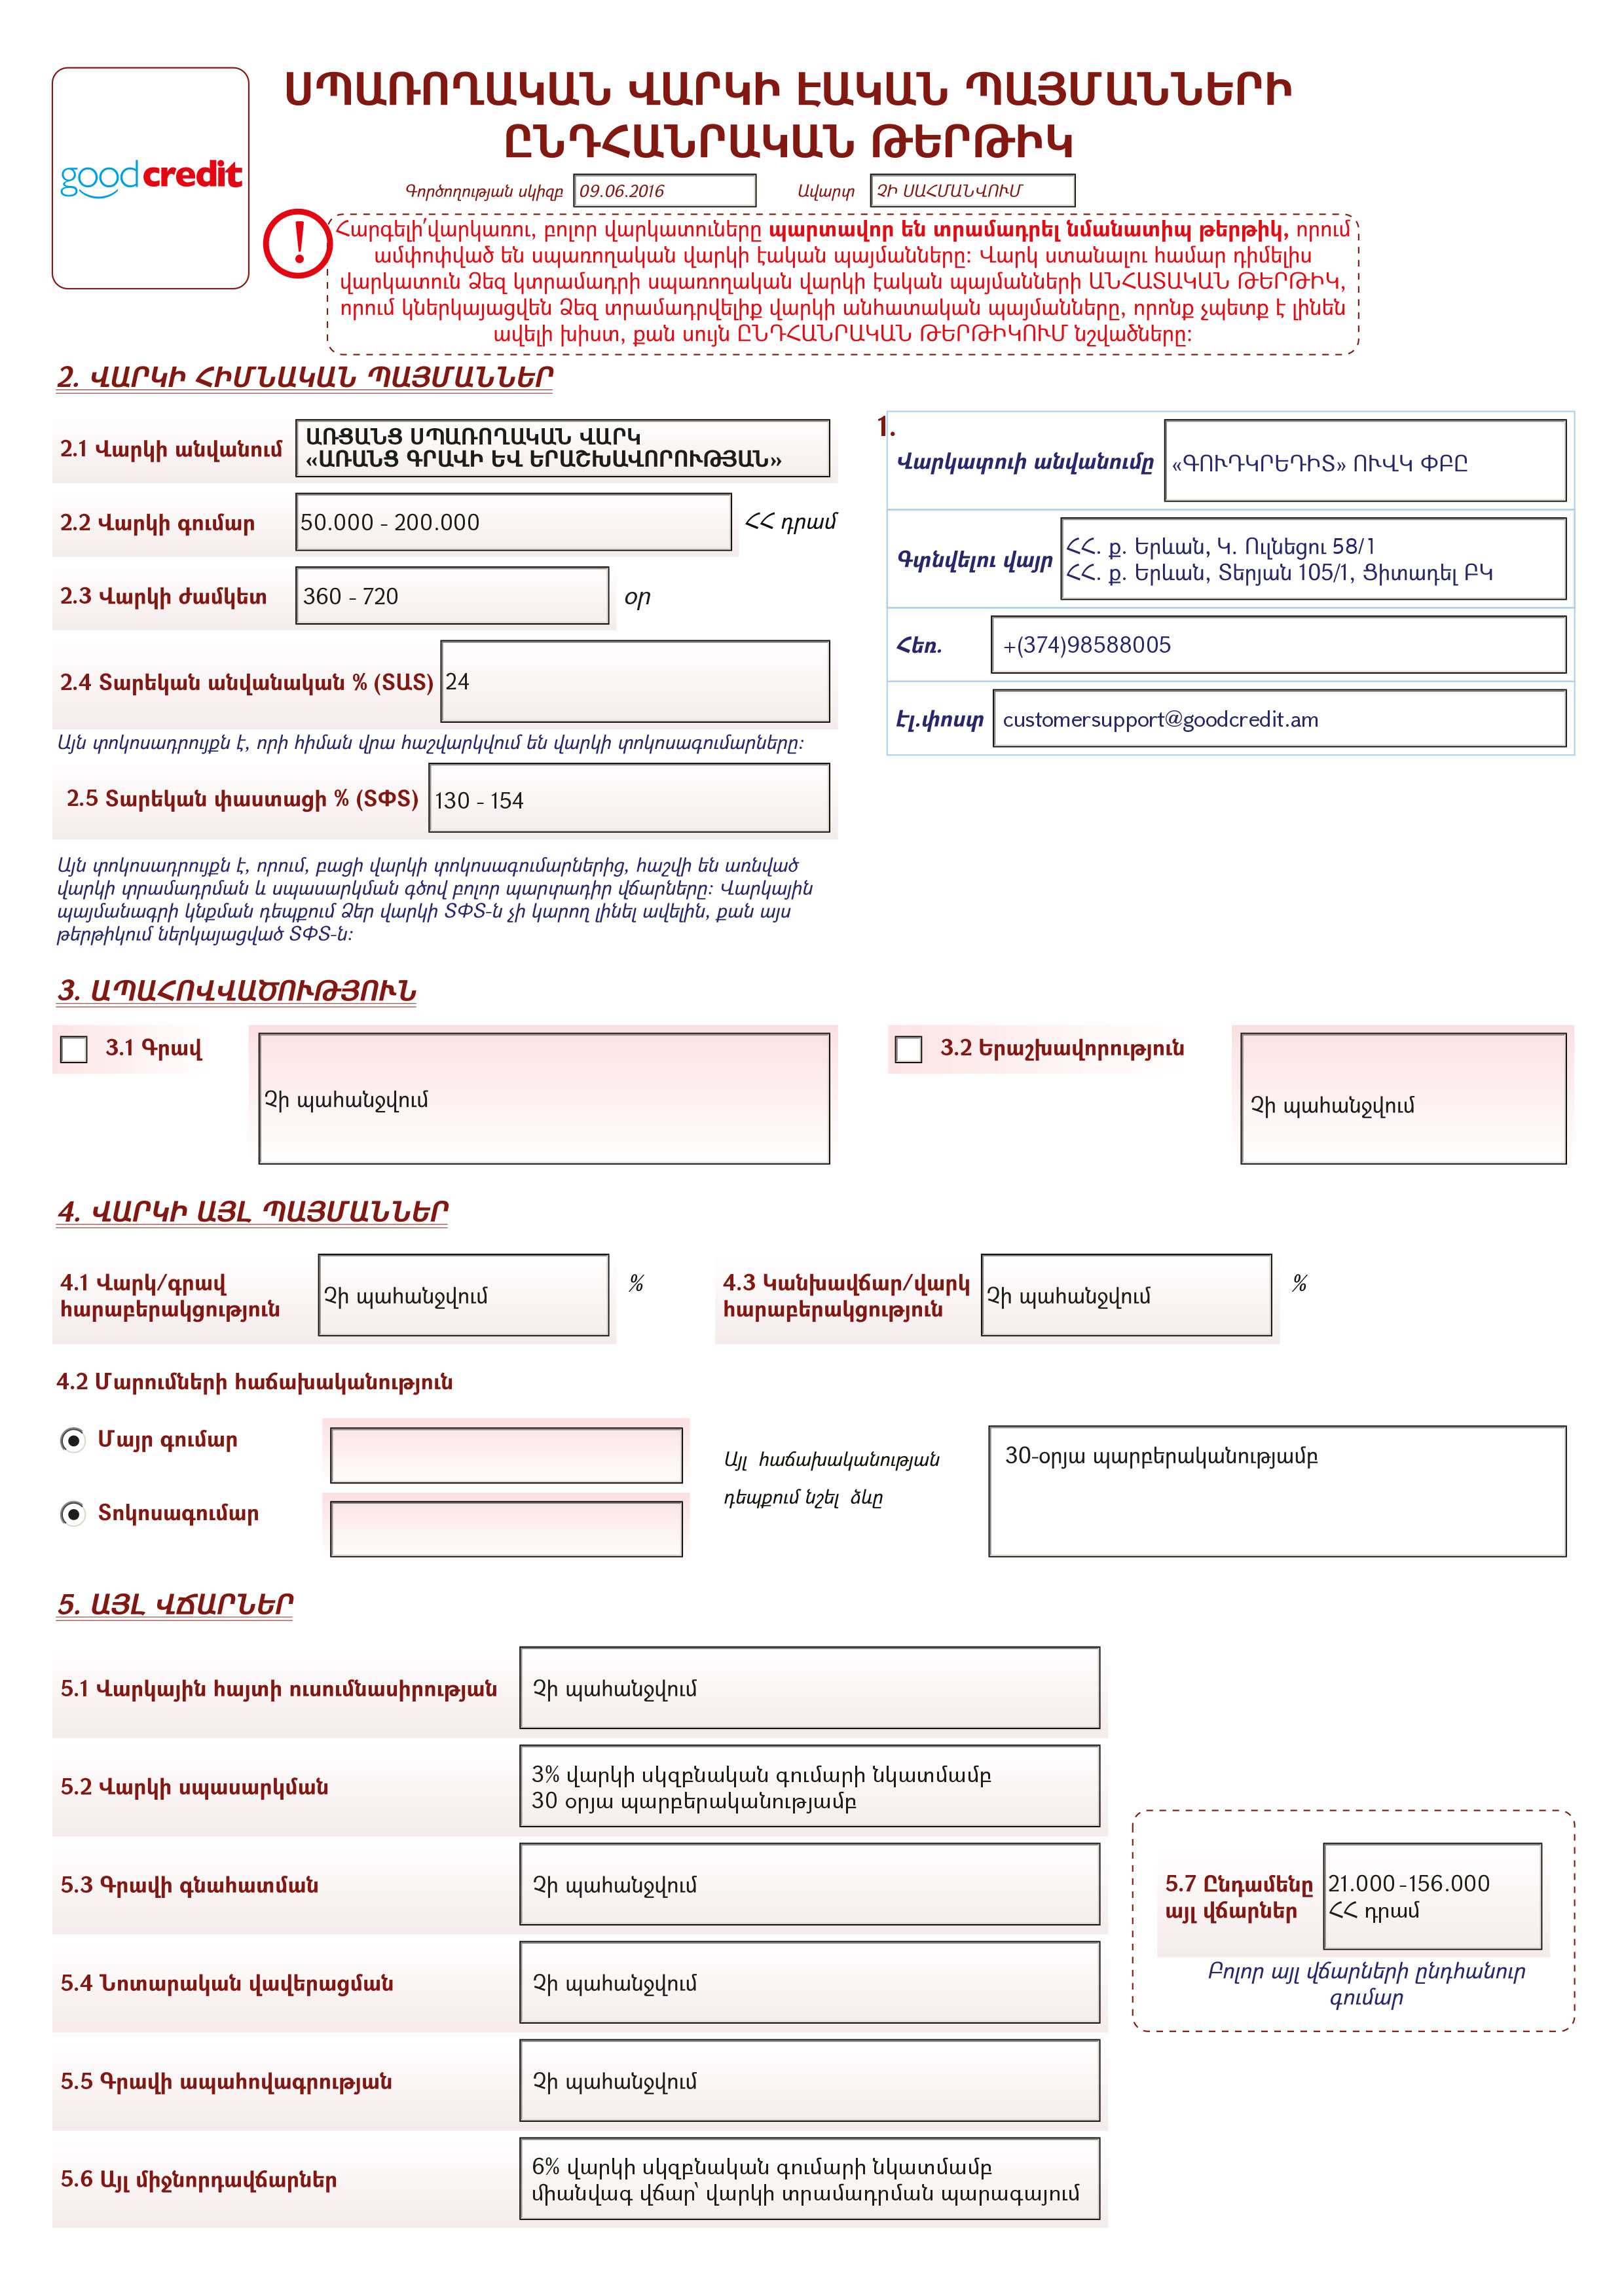 goodcredit
ՍՊԱՌՈՂԱԿԱՆ ՎԱՐԿԻ ԷԱԿԱՆ ՊԱՅՄԱՆՆԵՐԻ
ԸՆԴՀԱՆՐԱԿԱՆ ԹԵՐԹԻԿ
Գործողության սկիզբ 09.06.2016 Ավարտ ՉԻ ՍԱՀՄԱՆՎՈՒՄ
!
Հարգելի՛վարկառու, բոլոր վարկատուները պարտավոր են տրամադրել նմանատիպ թերթիկ, որում
ամփոփված են սպառողական վարկի էական պայմանները: Վարկ ստանալու համար դիմելիս
վարկատուն Ձեզ կտրամադրի սպառողական վարկի էական պայմանների ԱՆՀԱՏԱԿԱՆ ԹԵՐԹԻԿ,
որում կներկայացվեն Ձեզ տրամադրվելիք վարկի անհատական պայմանները, որոնք չպետք է լինեն
ավելի խիստ, քան սույն ԸՆԴՀԱՆՐԱԿԱՆ ԹԵՐԹԻԿՈՒՄ նշվածները:
2. ՎԱՐԿԻ ՀԻՄՆԱԿԱՆ ՊԱՅՄԱՆՆԵՐ
2.1 Վարկի անվանում
ԱՌՑԱՆՑ ՍՊԱՌՈՂԱԿԱՆ ՎԱՐԿ
«ԱՌԱՆՑ ԳՐԱՎԻ ԵՎ ԵՐԱՇԽԱՎՈՐՈՒԹՅԱՆ»
2.2 Վարկի գումար 50.000 - 200.000 ՀՀ դրամ
2.3 Վարկի ժամկետ 360 - 720 օր
2.4 Տարեկան անվանական % (ՏԱՏ) 24
Այն տոկոսադրույքն է, որի հիման վրա հաշվարկվում են վարկի տոկոսագումարները:
2.5 Տարեկան փաստացի % (ՏՓՏ) 130 - 154
Այն տոկոսադրույքն է, որում, բացի վարկի տոկոսագումարներից, հաշվի են առնված
վարկի տրամադրման և սպասարկման գծով բոլոր պարտադիր վճարները: Վարկային
պայմանագրի կնքման դեպքում Ձեր վարկի ՏՓՏ-ն չի կարող լինել ավելին, քան այս
թերթիկում ներկայացված ՏՓՏ-ն:
1.
Վարկատուի անվանումը «ԳՈՒԴԿՐԵԴԻՏ» ՈՒՎԿ ՓԲԸ
Գտնվելու վայր
ՀՀ. ք. Երևան, Կ. Ուլնեցու 58/1
ՀՀ. ք. Երևան, Տերյան 105/1, Ցիտադել ԲԿ
Հեռ. +(374)98588005
Էլ.փոստ customersupport@goodcredit.am
3. ԱՊԱՀՈՎՎԱԾՈՒԹՅՈՒՆ
3.1 Գրավ Չի պահանջվում
3.2 Երաշխավորություն Չի պահանջվում
4. ՎԱՐԿԻ ԱՅԼ ՊԱՅՄԱՆՆԵՐ
4.1 Վարկ/գրավ
հարաբերակցություն Չի պահանջվում %
4.3 Կանխավճար/վարկ
հարաբերակցություն Չի պահանջվում %
4.2 Մարումների հաճախականություն
Մայր գումար
Տոկոսագումար
Այլ հաճախականության
դեպքում նշել ձևը
30-օրյա պարբերականությամբ
5. ԱՅԼ ՎՃԱՐՆԵՐ
5.1 Վարկային հայտի ուսումնասիրության Չի պահանջվում
5.2 Վարկի սպասարկման
3% վարկի սկզբնական գումարի նկատմամբ
30 օրյա պարբերականությամբ
5.3 Գրավի գնահատման Չի պահանջվում
5.4 Նոտարական վավերացման Չի պահանջվում
5.5 Գրավի ապահովագրության Չի պահանջվում
5.6 Այլ միջնորդավճարներ
6% վարկի սկզբնական գումարի նկատմամբ
միանվագ վճար՝ վարկի տրամադրման պարագայում
5.7 Ընդամենը
այլ վճարներ
21.000 -156.000
ՀՀ դրամ
Բոլոր այլ վճարների ընդհանուր
գումար